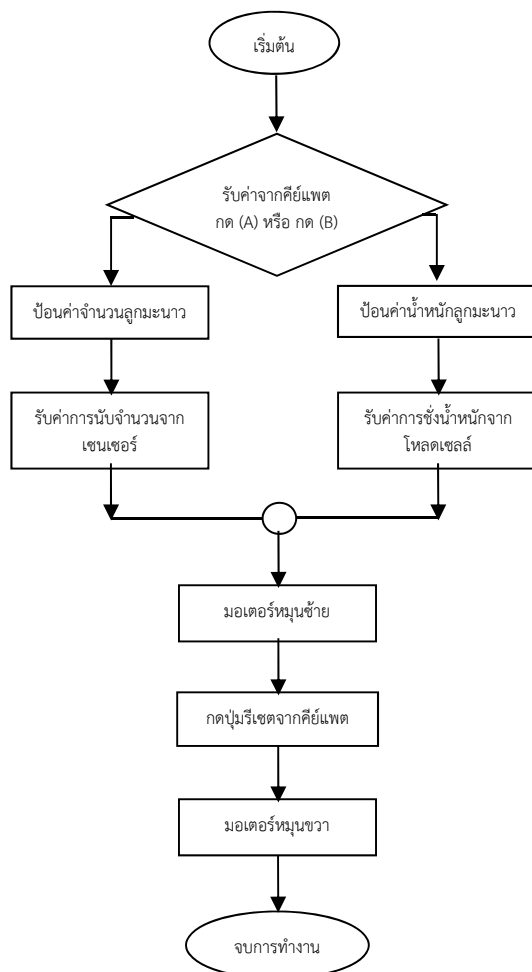 เริ่มต้น
รับค่าจากคีย์แพต
กด (A) หรือ กด (B)
ป้อนค่าจำนวนลูกมะนาว
ป้อนค่าน้ำหนักลูกมะนาว
รับค่าการนับจำนวนจาก
เซนเซอร์
รับค่าการชั่งน้ำหนักจาก
โหลดเซลล์
มอเตอร์หมุนซ้าย
กดปุ่มรีเซตจากคีย์แพต
มอเตอร์หมุนขวา
จบการทำงาน